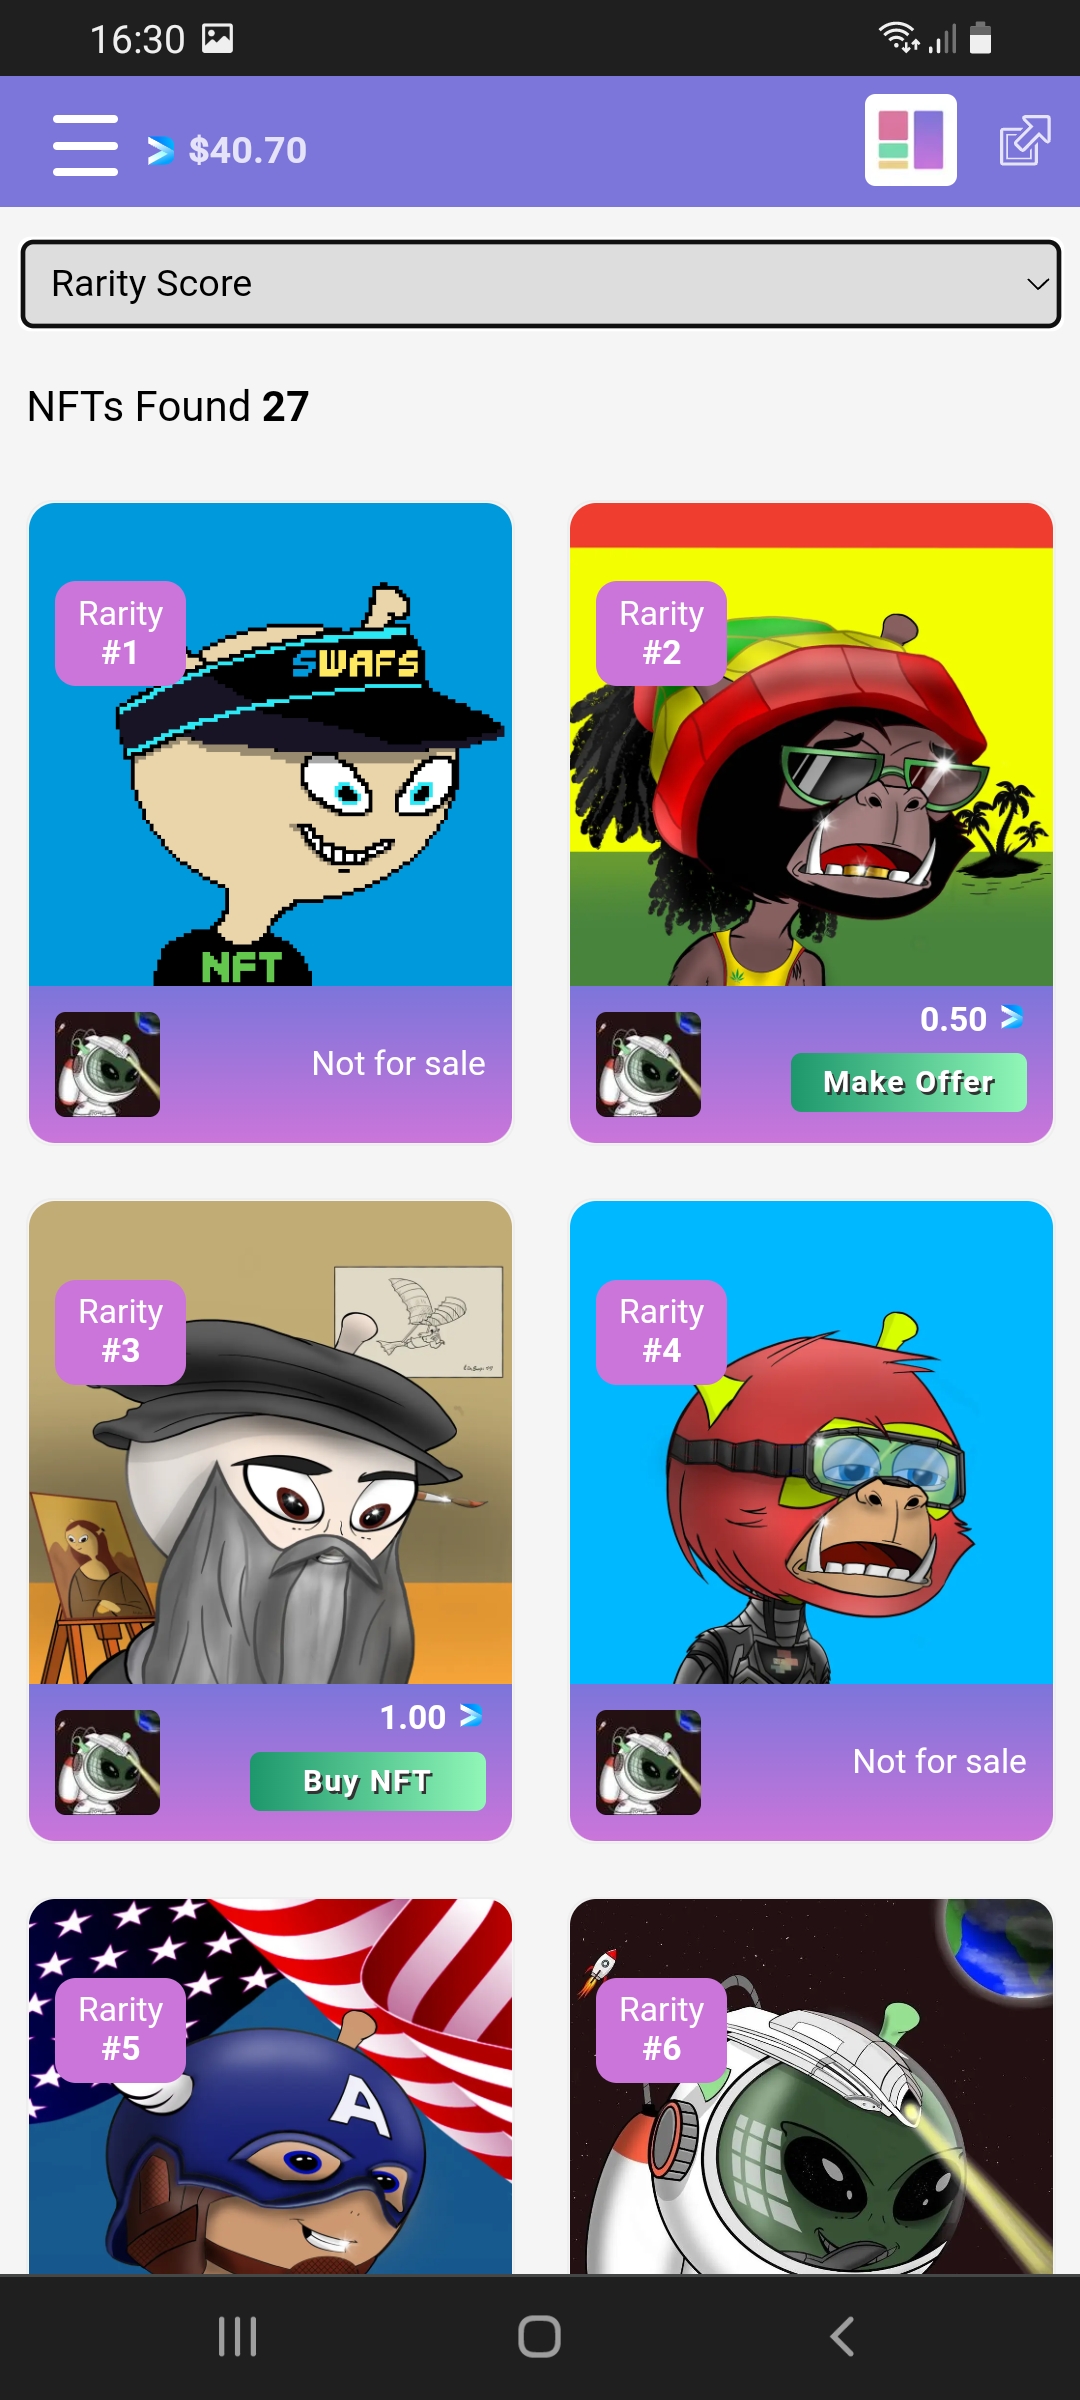 16:30
$40.70
Rarity Score
NFTs Found 27
Rarity
#1
SWAFS
NFT
Not for sale
Rarity
#2
0.50
Make Offer
Rarity
#3
1.00
Buy NFT
Rarity
#4
Not for sale
Rarity
#5
A
Rarity
#6